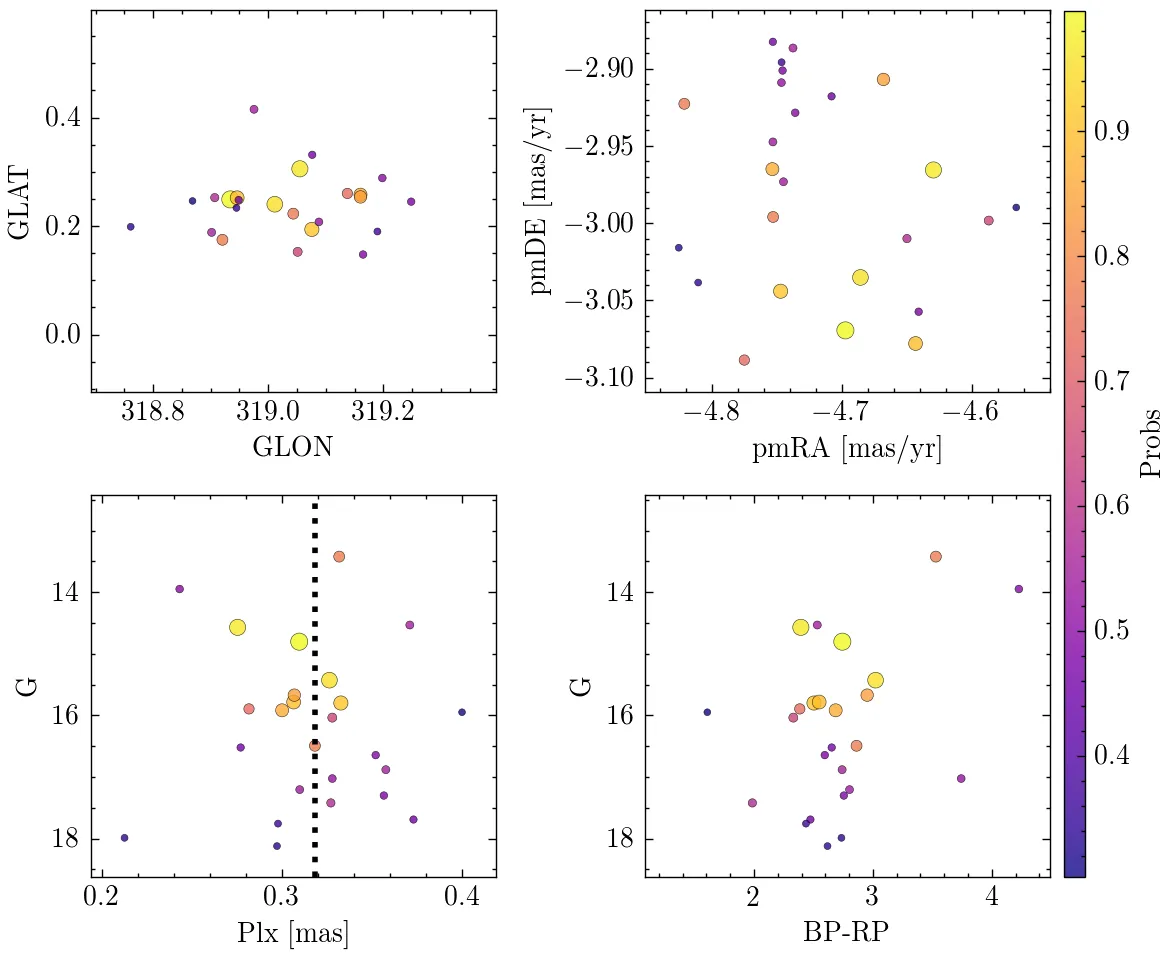 0.4
0.2
0.0
GLAT
318.8 319.0 319.2
GLON
−2.90
−2.95
−3.00
−3.05
−3.10
pmDE [mas/yr]
−4.8 −4.7 −4.6
pmRA [mas/yr]
14
16
18
G
0.2 0.3 0.4
Plx [mas]
14
16
18
G
2 3 4
BP-RP
0.9
0.8
0.7
0.6
0.5
0.4
Probs